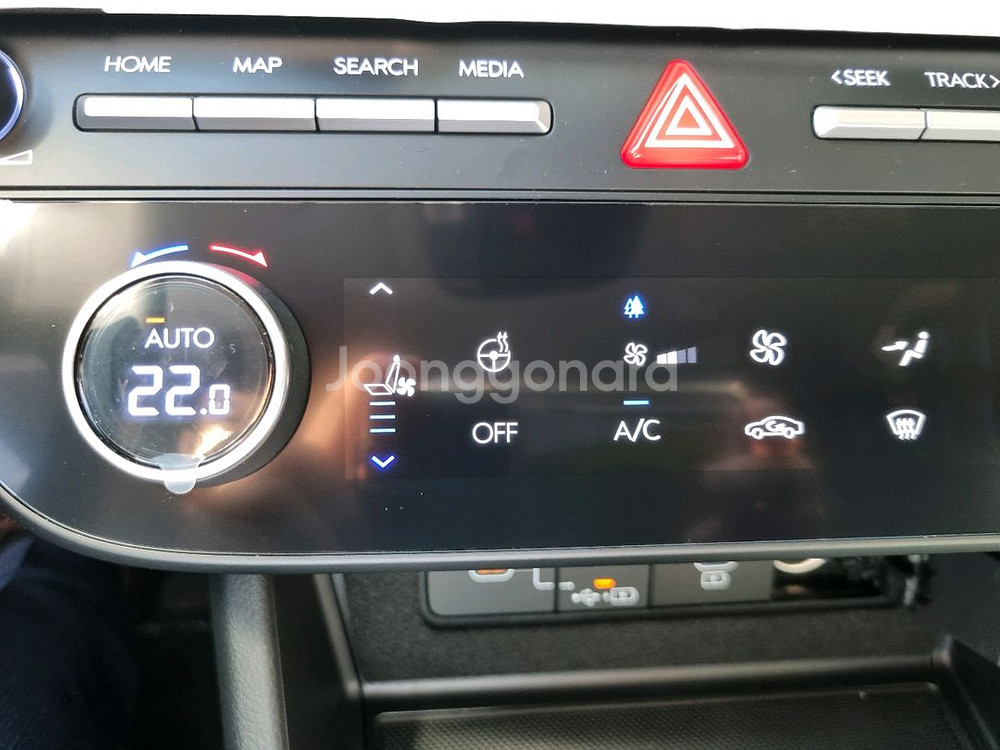 HOME MAP SEARCH MEDIA <SEEK TRACK>
AUTO
22.0
Joonggonara
OFF A/C